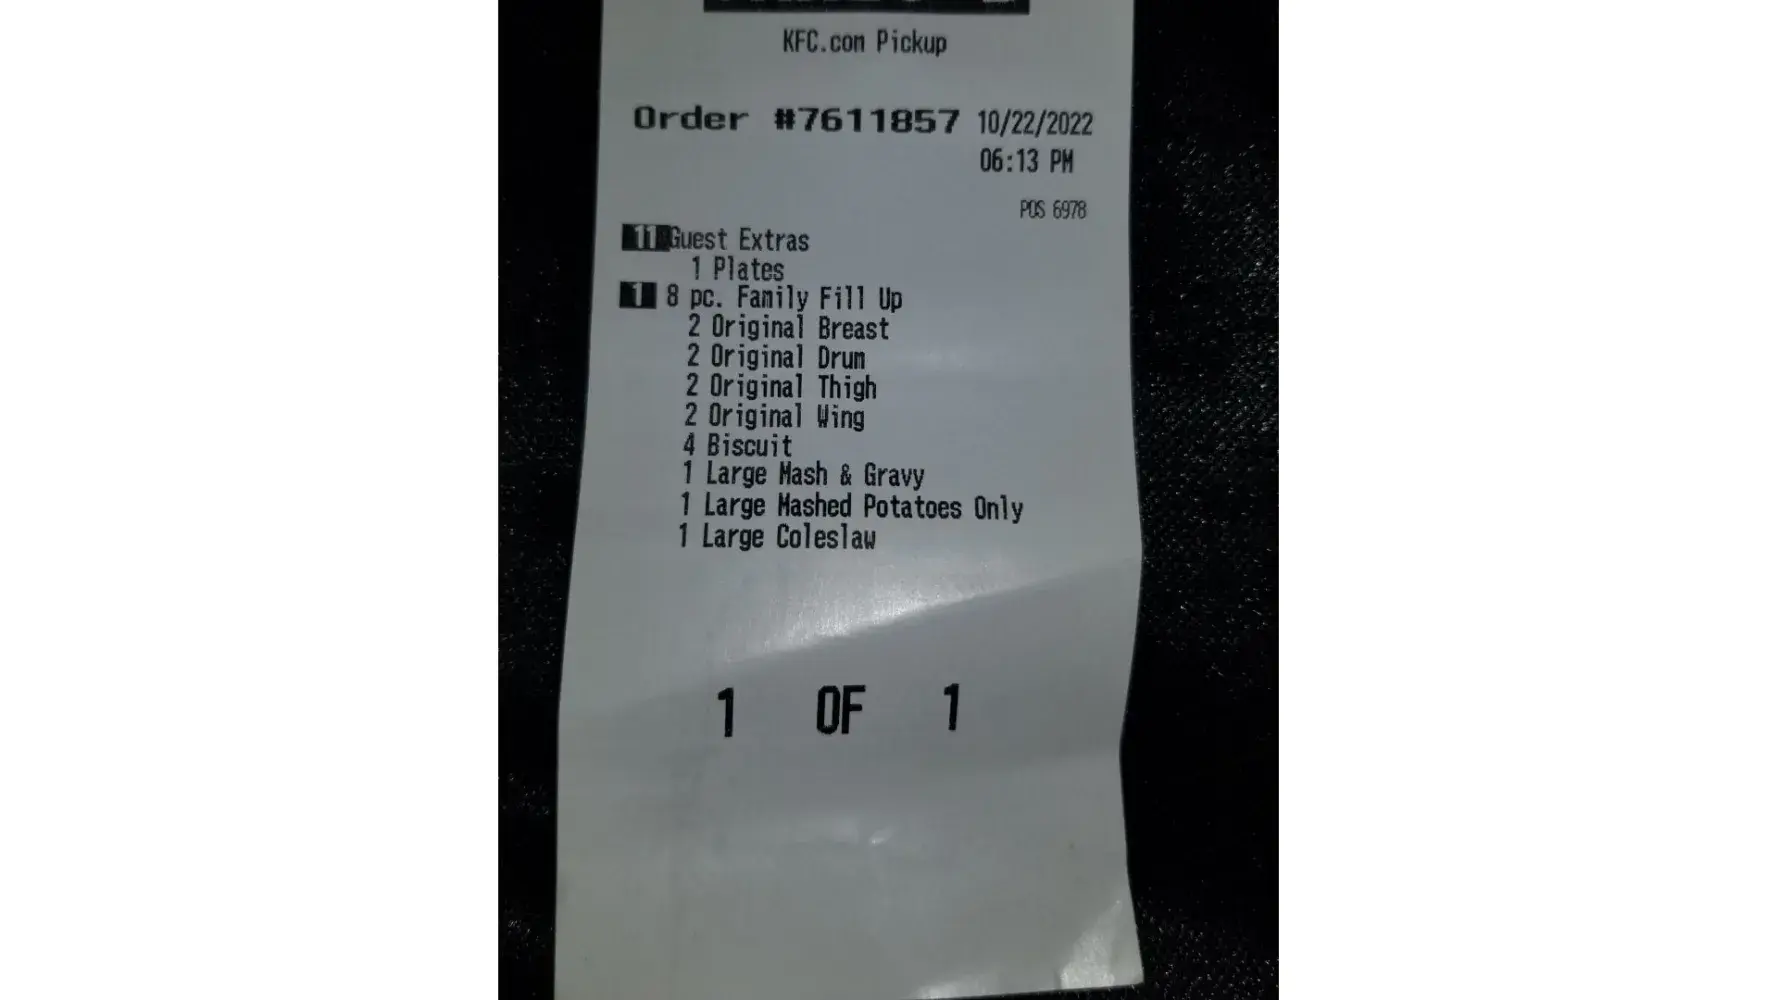 KFC.com Pickup
Order #7611857 10/22/2022
06:13 PM
POS 6978
11 Guest Extras
1 Plates
1 8 pc. Family Fill Up
2 Original Breast
2 Original Drum
2 Original Thigh
2 Original Wing
4 Biscuit
1 Large Mash & Gravy
1 Large Mashed Potatoes Only
1 Large Coleslaw
1 OF 1